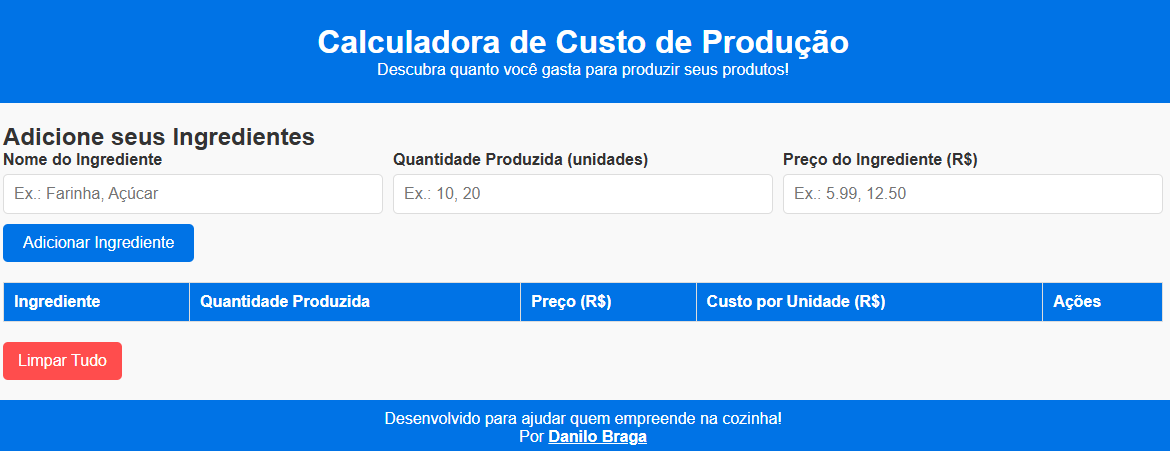 Calculadora de Custo de Produção
Descubra quanto você gasta para produzir seus produtos!
Adicione seus Ingredientes
Nome do Ingrediente
Quantidade Produzida (unidades)
Preço do Ingrediente (R$)
Ex.: Farinha, Açúcar
Ex.: 10, 20
Ex.: 5.99, 12.50
Adicionar Ingrediente
Ingrediente
Quantidade Produzida
Preço (R$)
Custo por Unidade (R$)
Ações
Limpar Tudo
Desenvolvido para ajudar quem empreende na cozinha!
Por Danilo Braga